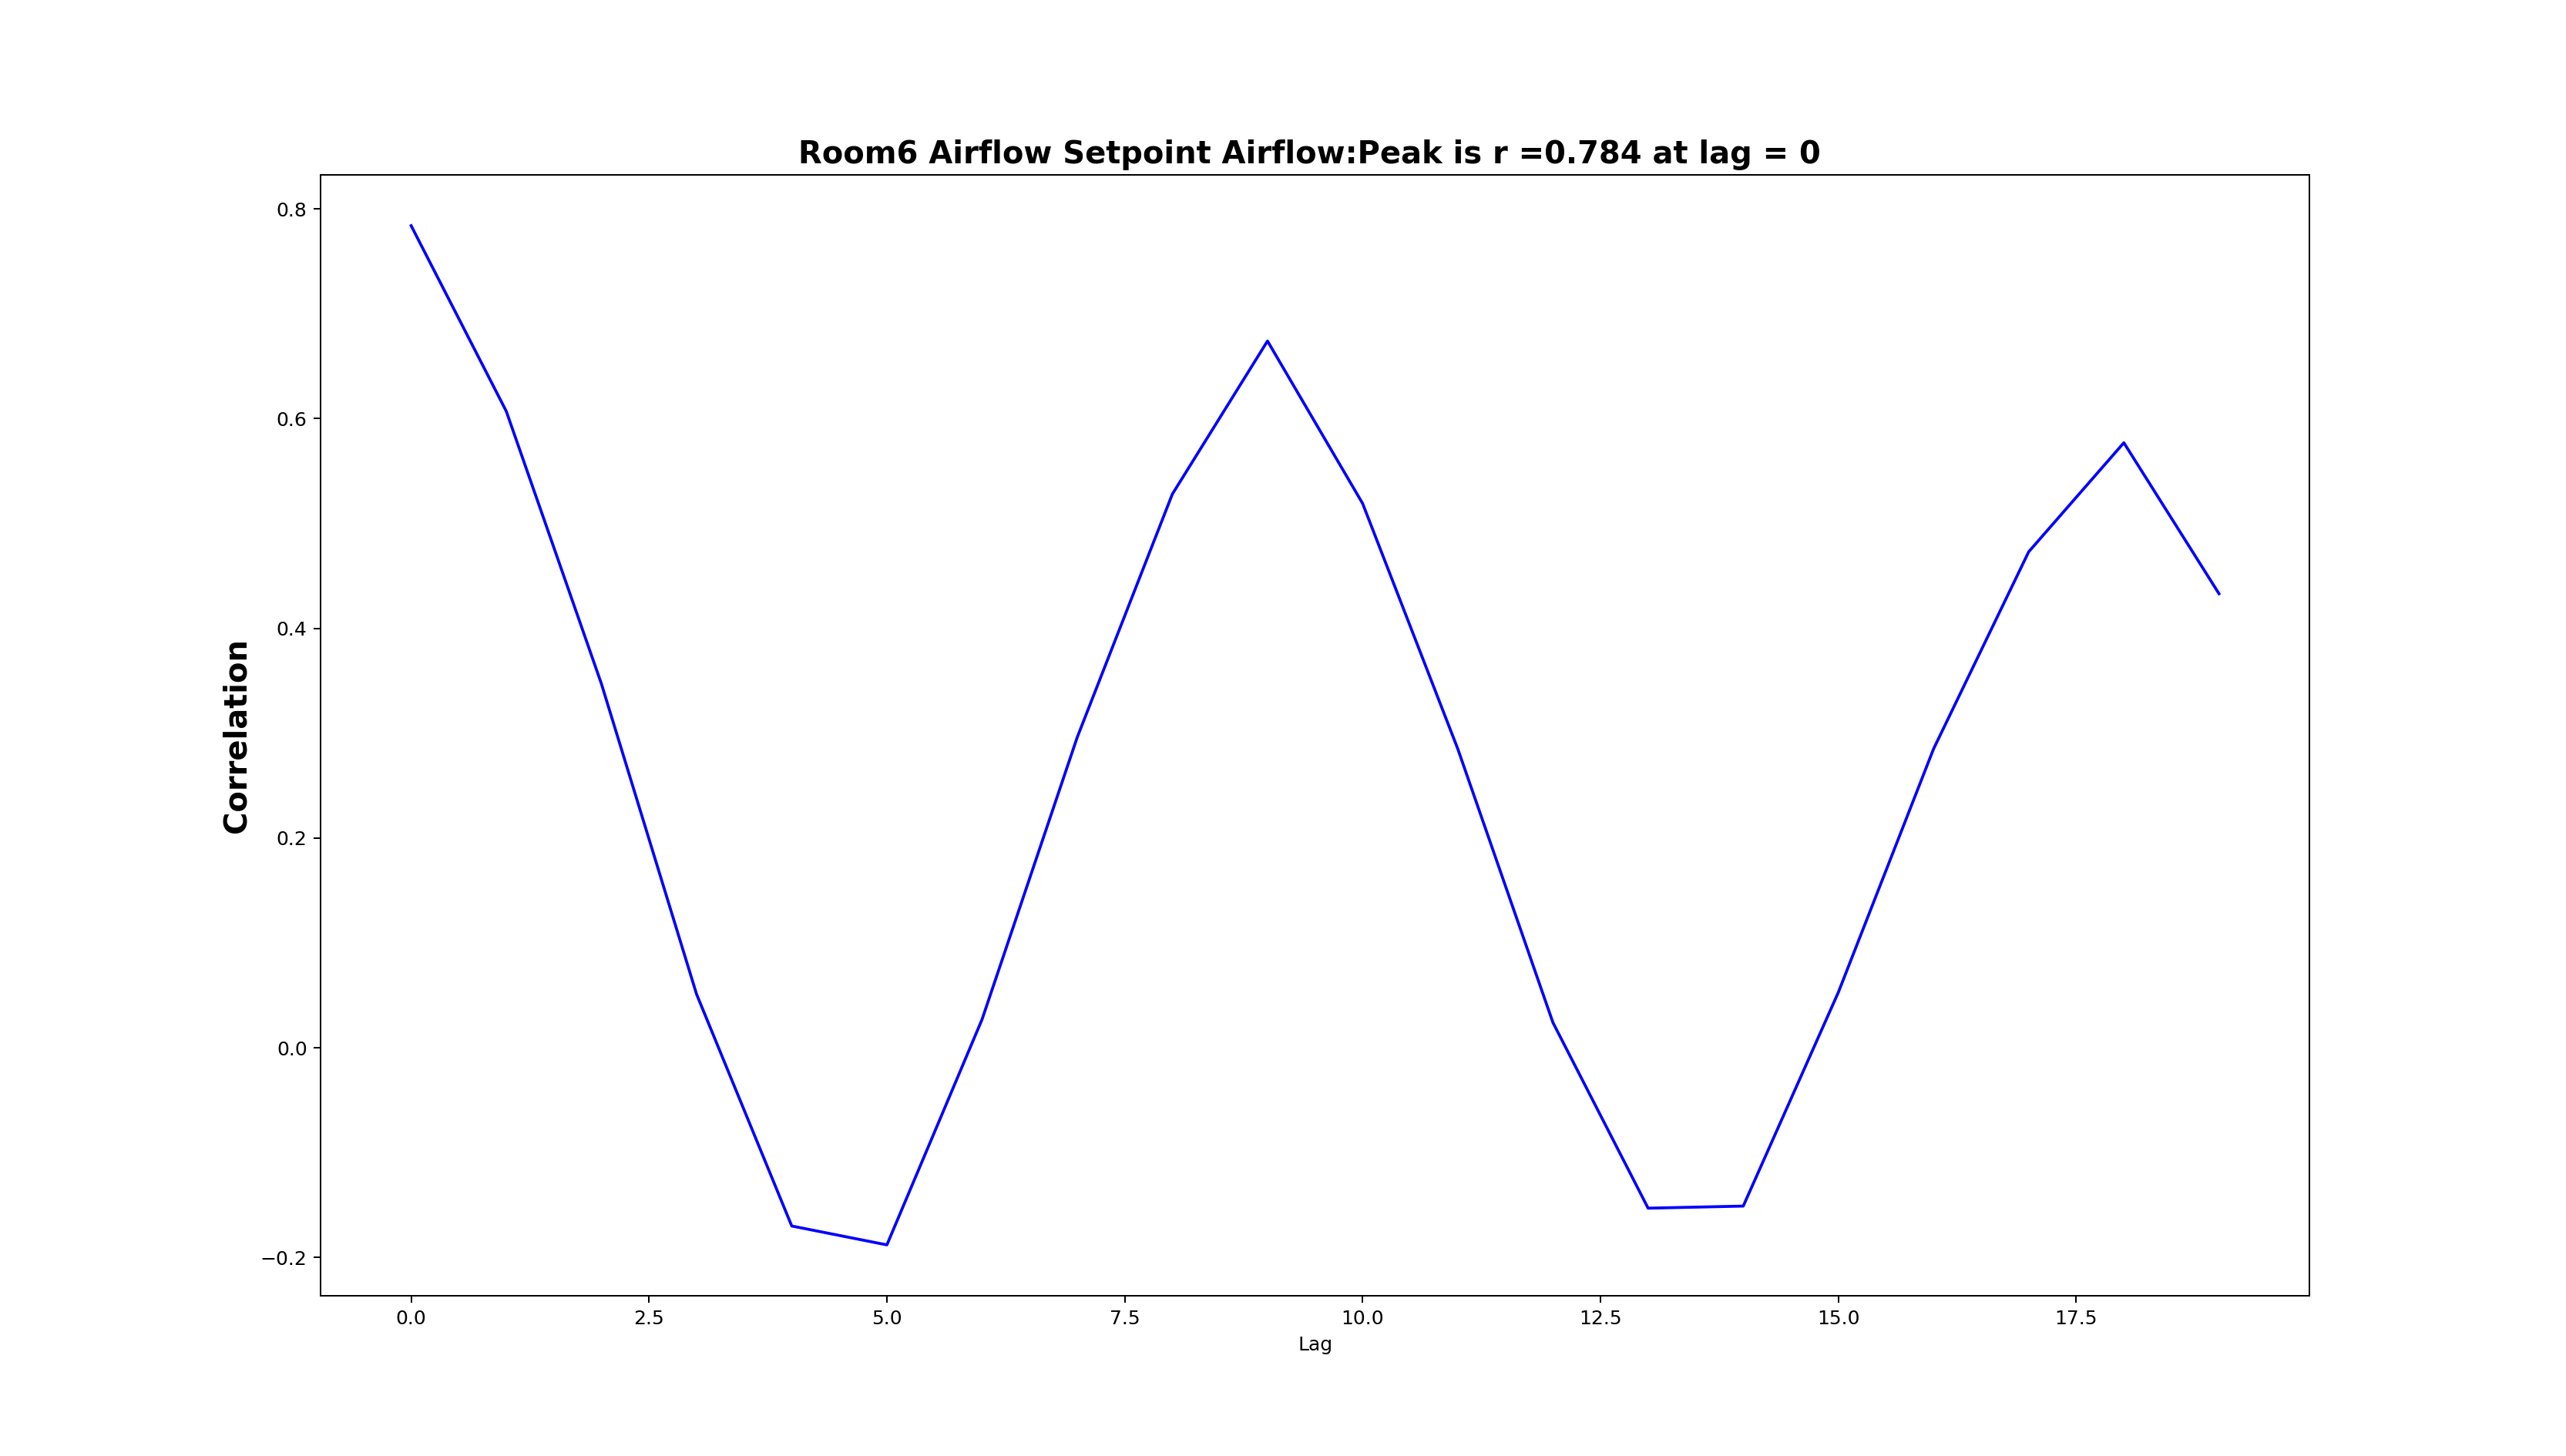 Room6 Airflow Setpoint Airflow:Peak is r =0.784 at lag = 0
0.8
0.6
0.4
0.2
0.0
−0.2
Correlation
0.0 2.5 5.0 7.5 10.0 12.5 15.0 17.5
Lag